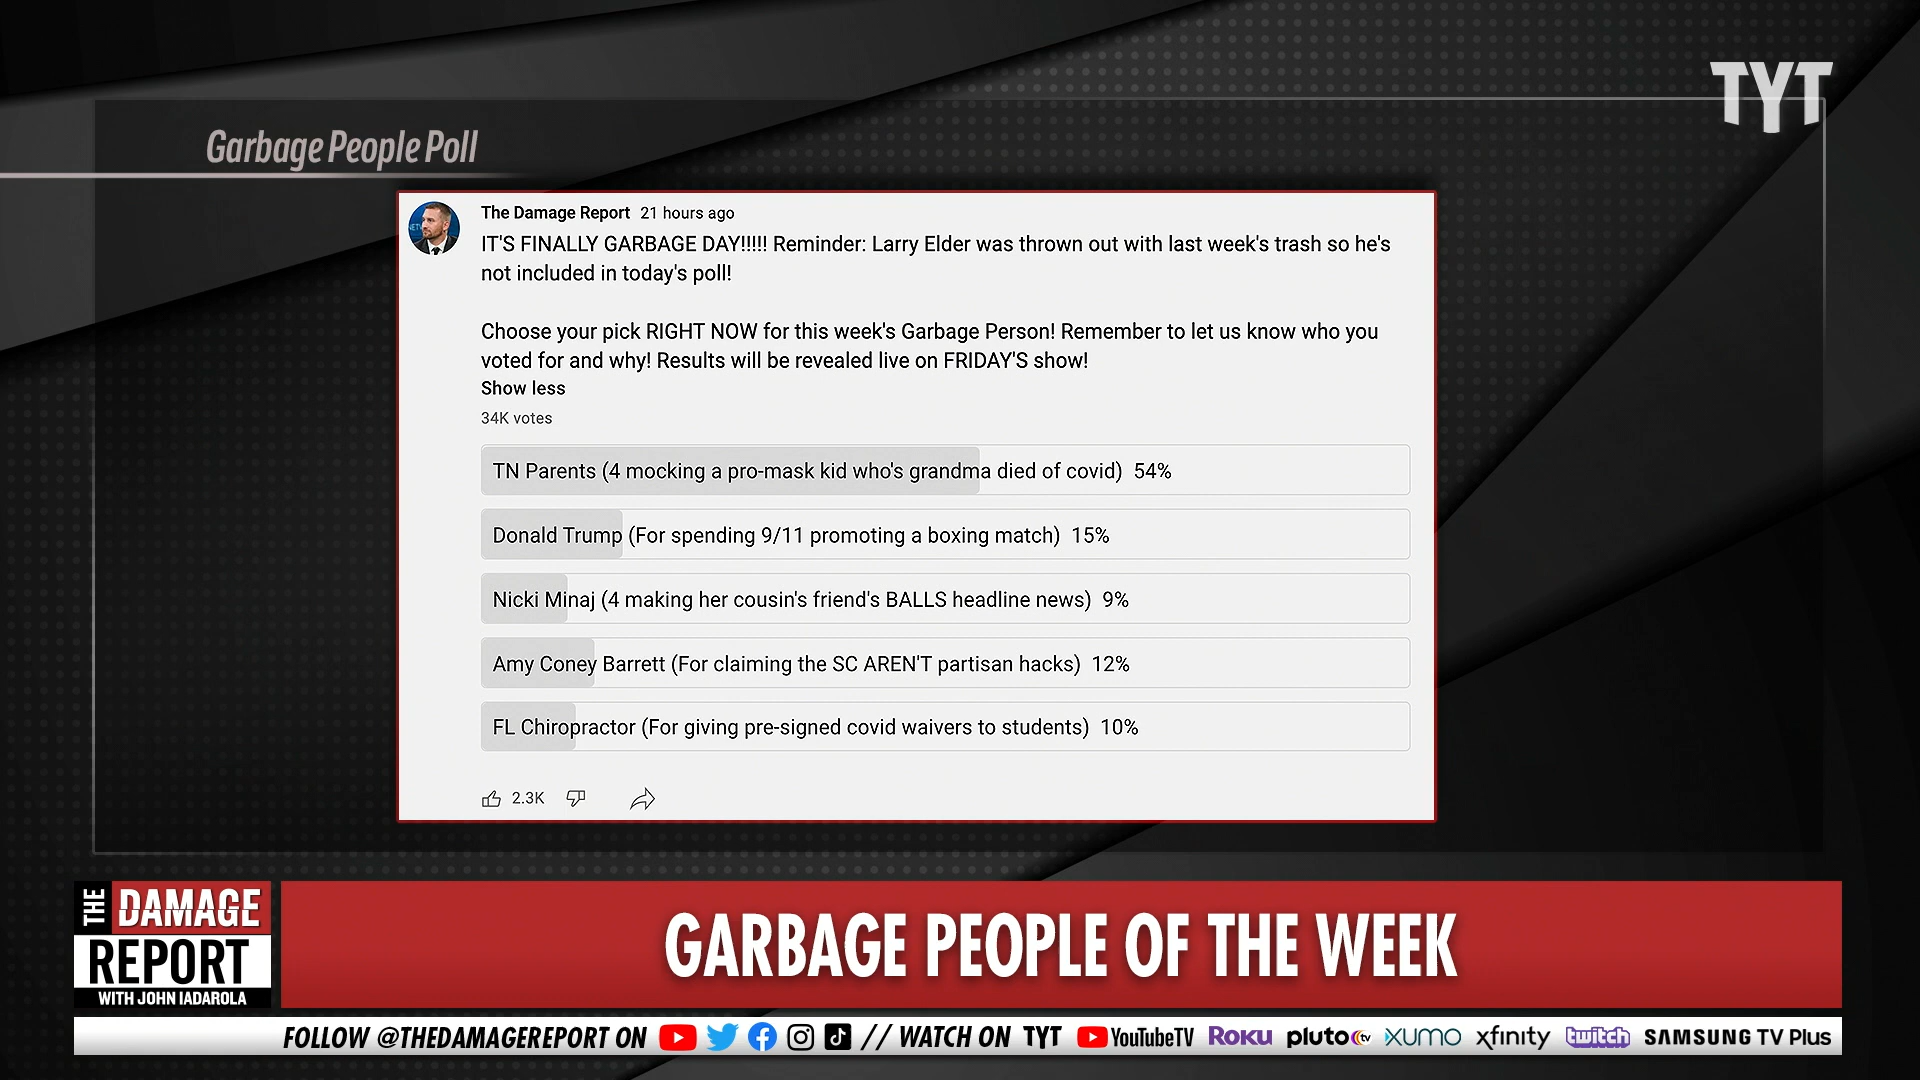 TYT
Garbage People Poll
The Damage Report 21 hours ago
IT'S FINALLY GARBAGE DAY!!!!! Reminder: Larry Elder was thrown out with last week's trash so he's
not included in today's poll!
Choose your pick RIGHT NOW for this week's Garbage Person! Remember to let us know who you
voted for and why! Results will be revealed live on FRIDAY'S show!
Show less
34K votes
TN Parents (4 mocking a pro-mask kid who's grandma died of covid) 54%
Donald Trump (For spending 9/11 promoting a boxing match) 15%
Nicki Minaj (4 making her cousin's friend's BALLS headline news) 9%
Amy Coney Barrett (For claiming the SC AREN'T partisan hacks) 12%
FL Chiropractor (For giving pre-signed covid waivers to students) 10%
2.3K
THE DAMAGE
REPORT
WITH JOHN IADAROLA
GARBAGE PEOPLE OF THE WEEK
FOLLOW @THEDAMAGEREPORT ON // WATCH ON TYT YouTubeTV ROKU pluto tv XUMO xfinity twitch SAMSUNG TV Plus